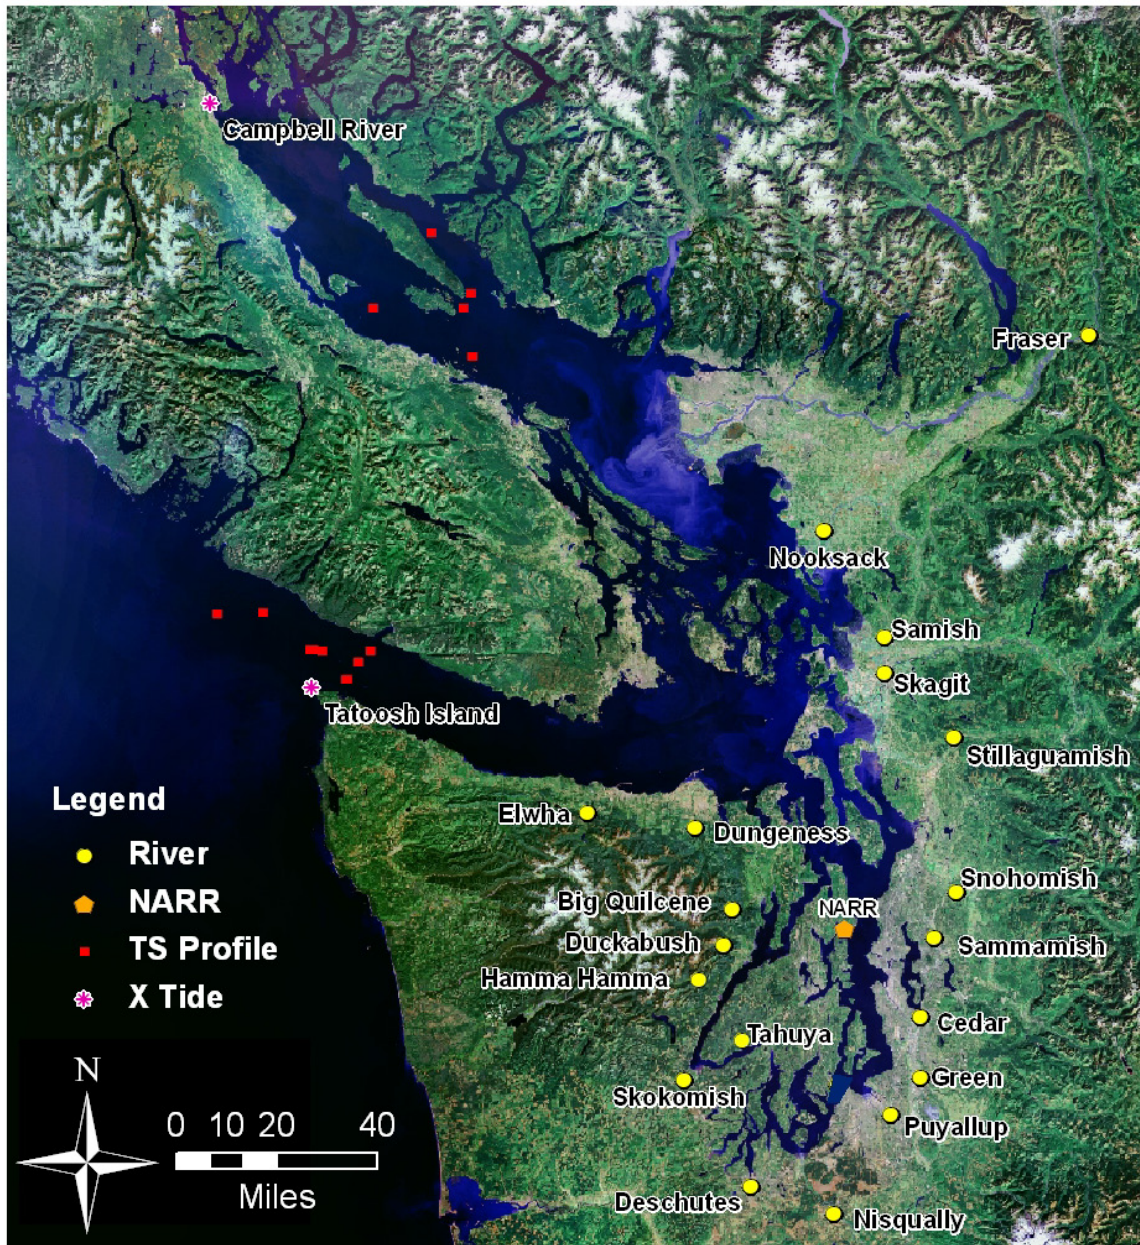 Campbell River
Fraser
Nooksack
Samish
Skagit
Tatoosh Island
Stillaguamish
Legend
River
NARR
TS Profile
X Tide
Elwha
Dungeness
Big Quilcene
Snohomish
NARR
Duckabush
Sammamish
Hamma Hamma
Cedar
Tahuya
Green
Skokomish
Puyallup
Deschutes
Nisqually
N
0 10 20 40
Miles